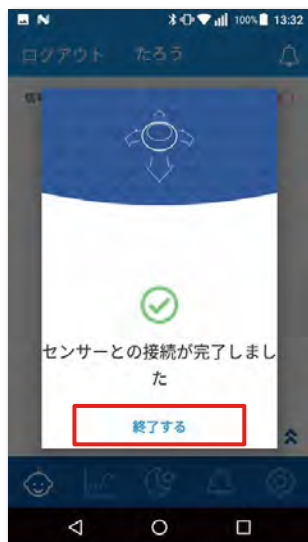 100% 13:32
ログアウト たろう
センサーとの接続が完了しまし
た
終了する